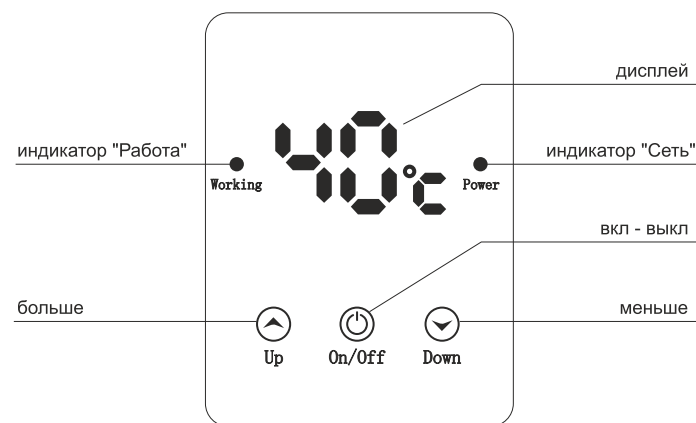 дисплей
40°c
индикатор "Работа"
индикатор "Сеть"
Working
Power
вкл - выкл
больше
меньше
Up
On/Off
Down